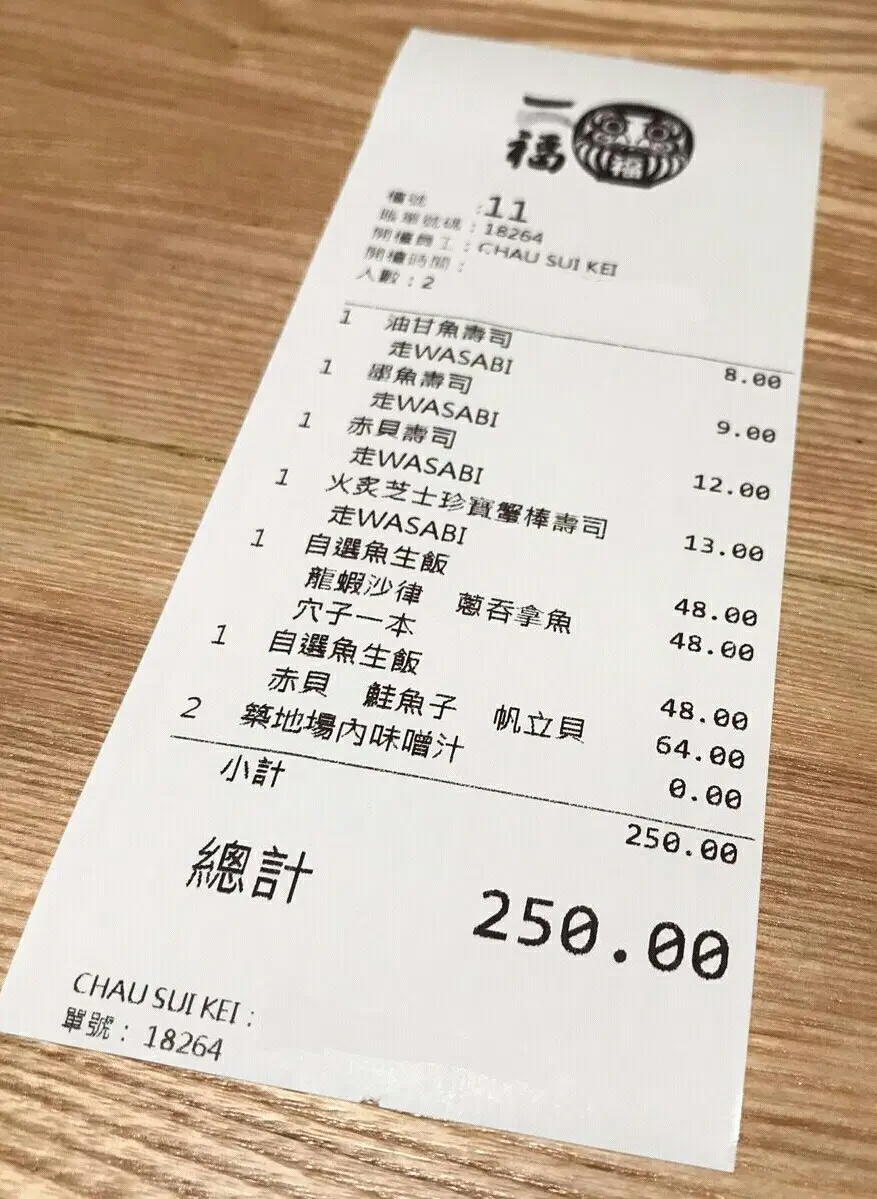 一福
福
檯號 :11
賬單號碼：18264
開檯員工：CHAU SUI KEI
開檯時間：
人數：2
1 油甘魚壽司
走WASABI 8.00
1 墨魚壽司
走WASABI 9.00
1 赤貝壽司
走WASABI 12.00
1 火炙芝士珍寶蟹棒壽司
走WASABI 13.00
1 自選魚生飯
龍蝦沙律 蔥吞拿魚 48.00
穴子一本 48.00
1 自選魚生飯
赤貝 鮭魚子 帆立貝 48.00
64.00
2 築地場內味噌汁 0.00
小計 250.00
總計 250.00
CHAU SUI KEI：
單號：18264